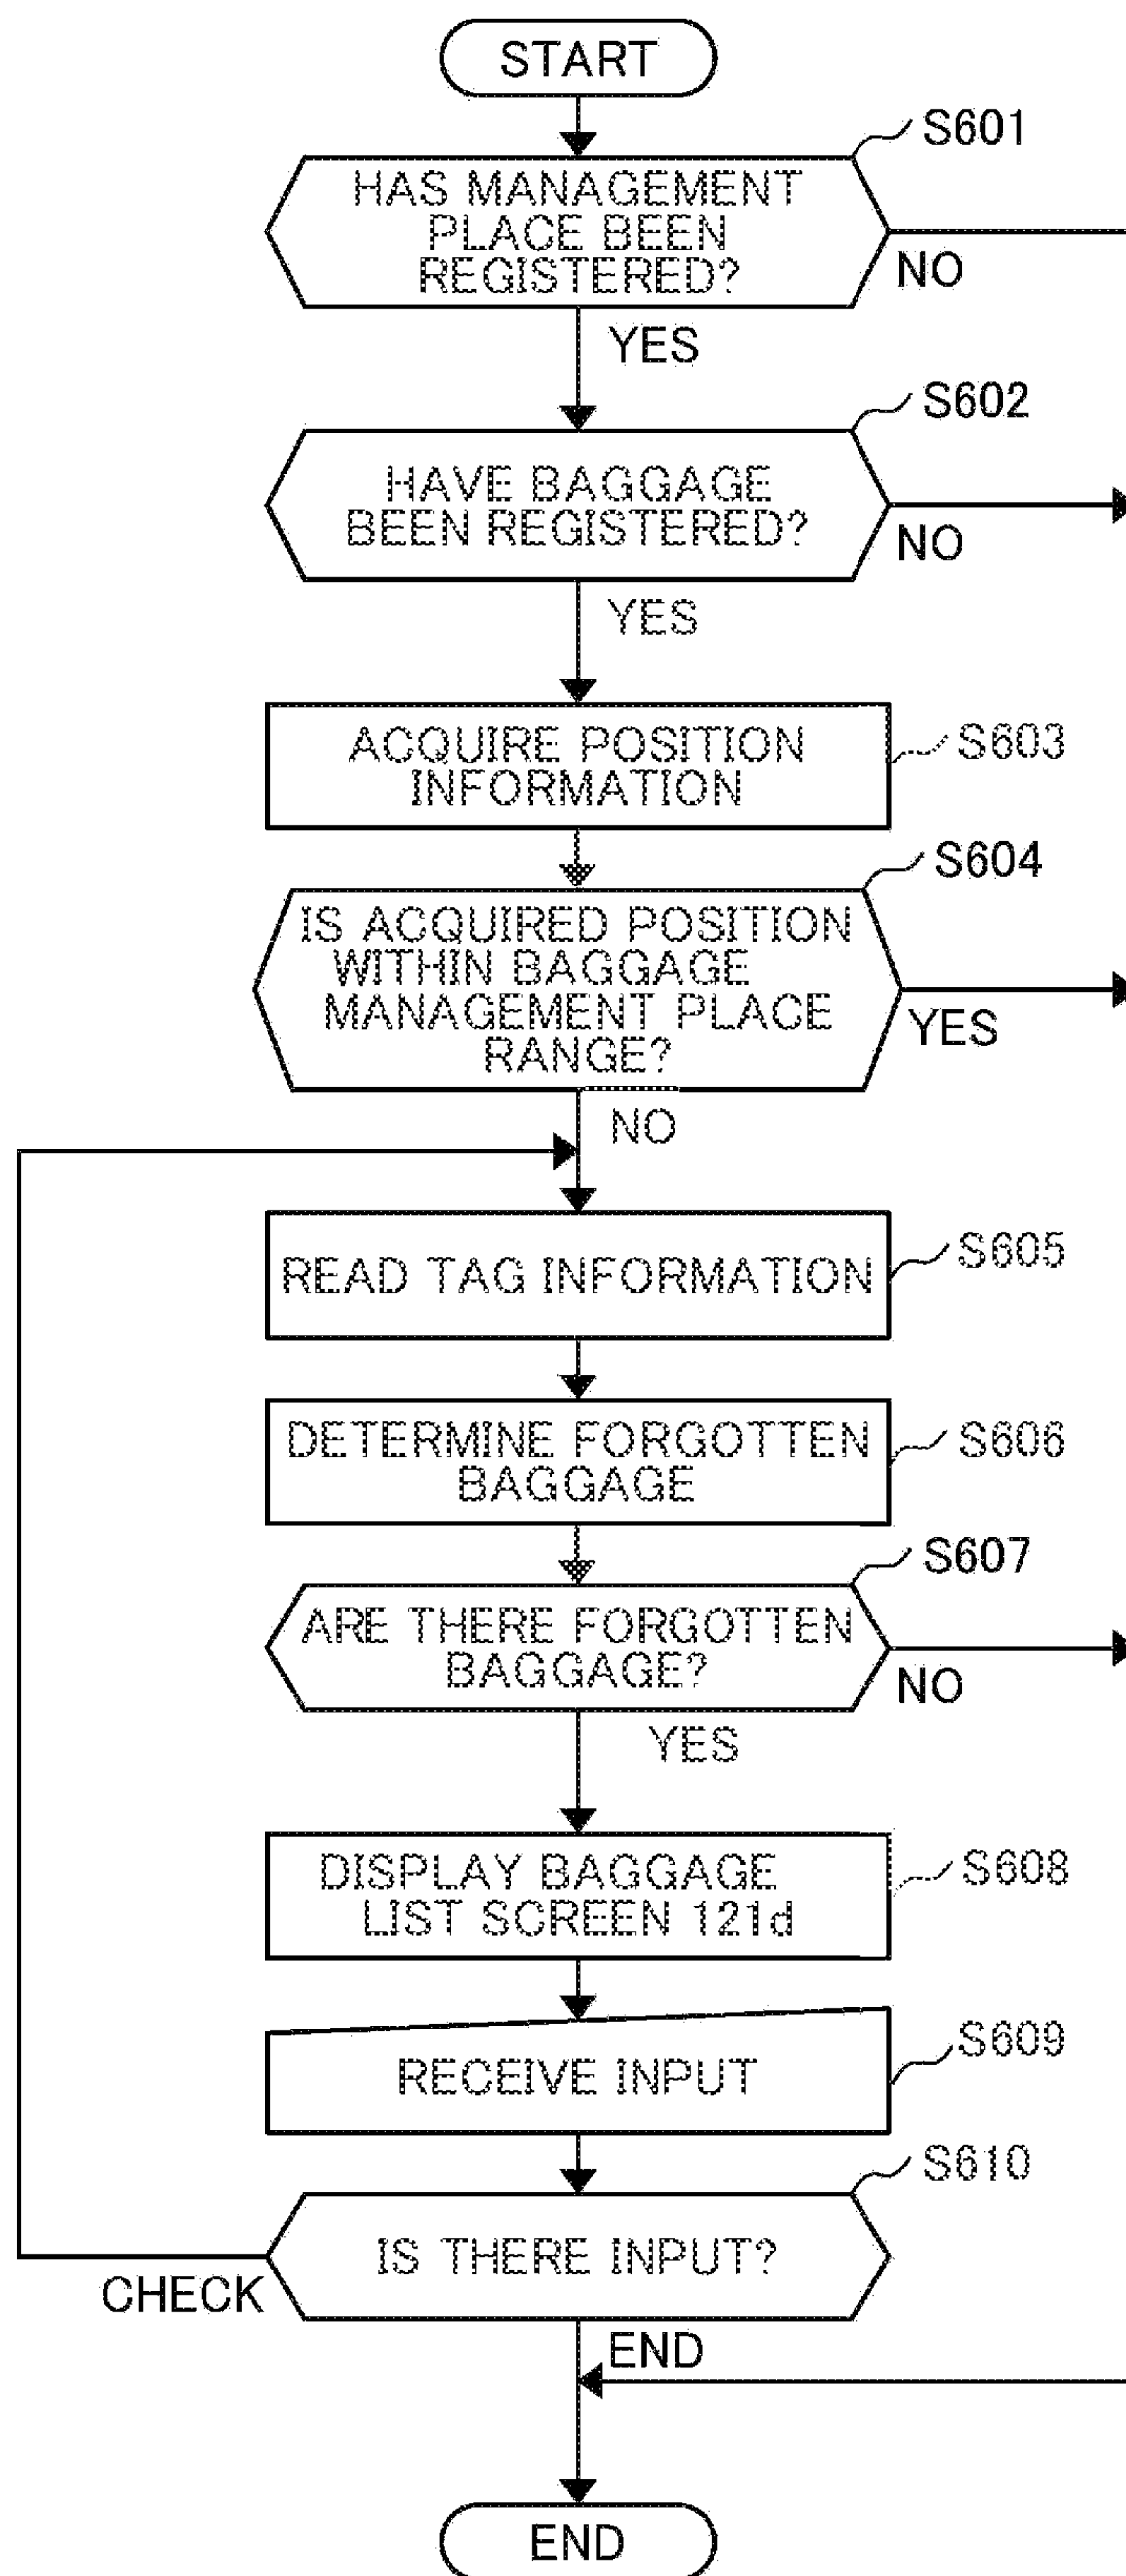 START
S601
HAS MANAGEMENT
PLACE BEEN
REGISTERED?
NO
YES
S602
HAVE BAGGAGE
BEEN REGISTERED?
NO
YES
ACQUIRE POSITION
INFORMATION
S603
S604
IS ACQUIRED POSITION
WITHIN BAGGAGE
MANAGEMENT PLACE
RANGE?
YES
NO
READ TAG INFORMATION
S605
DETERMINE FORGOTTEN
BAGGAGE
S606
S607
ARE THERE FORGOTTEN
BAGGAGE?
NO
YES
DISPLAY BAGGAGE
LIST SCREEN 121d
S608
RECEIVE INPUT
S609
S610
IS THERE INPUT?
CHECK
END
END